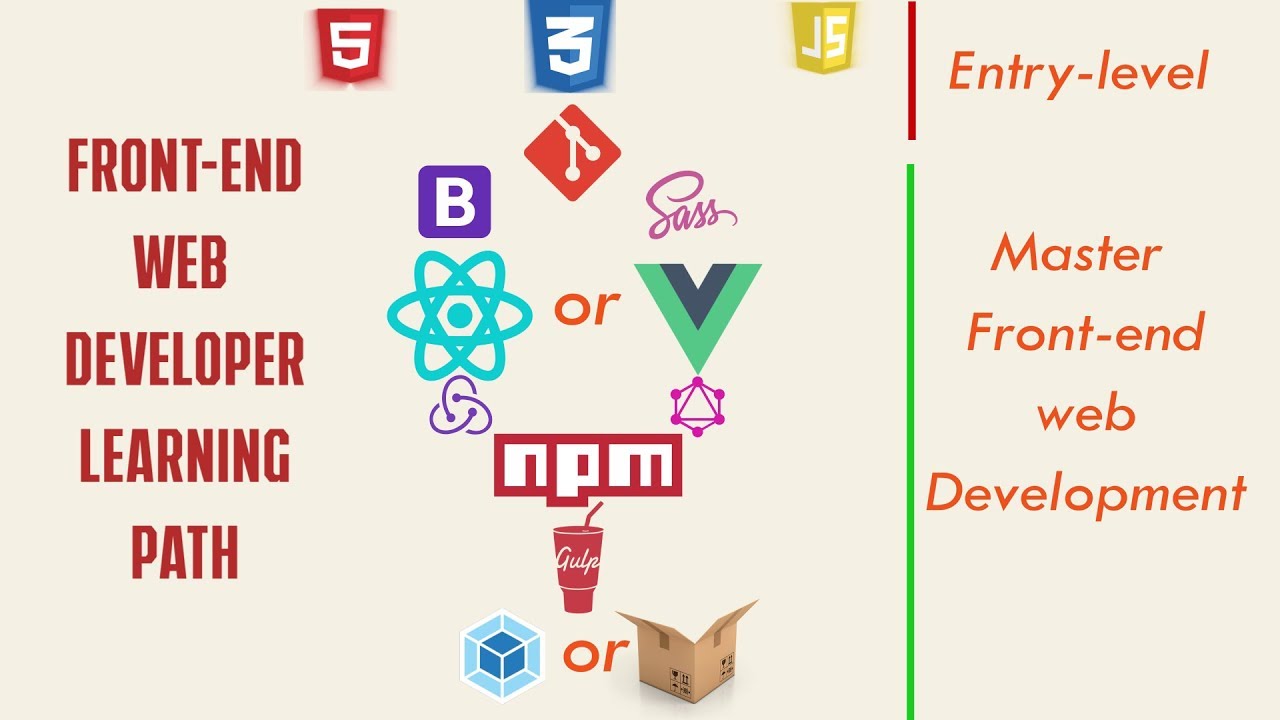 5
3
JS
Entry-level
FRONT-END
WEB
DEVELOPER
LEARNING
PATH
B
Sass
or
npm
Gulp
or
Master
Front-end
web
Development